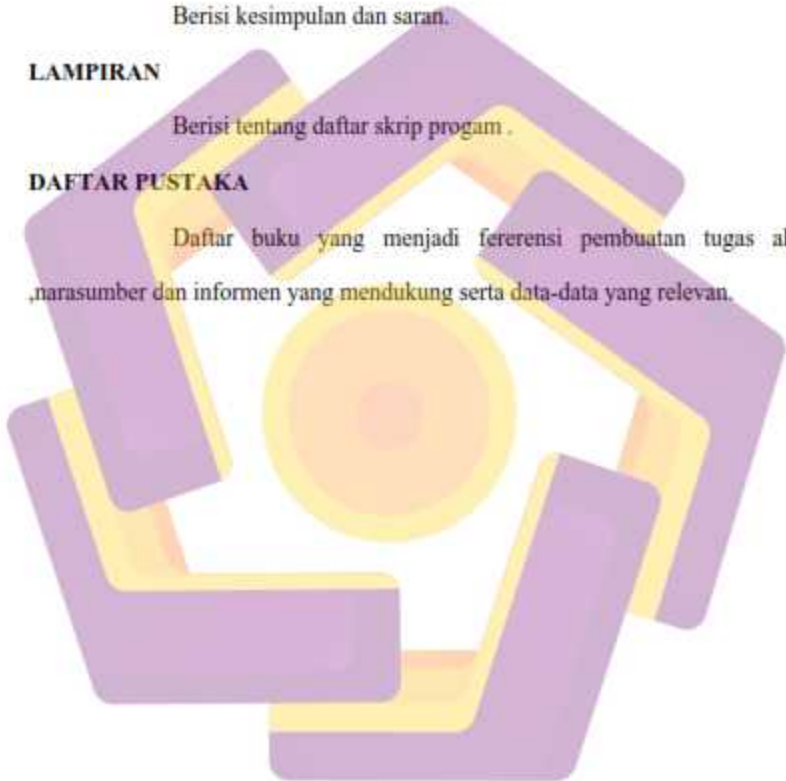 Berisi kesimpulan dan saran.
LAMPIRAN
Berisi tentang daftar skrip progam .
DAFTAR PUSTAKA
Daftar buku yang menjadi fererensi pembuatan tugas
,narasumber dan informen yang mendukung serta data-data yang relevan.